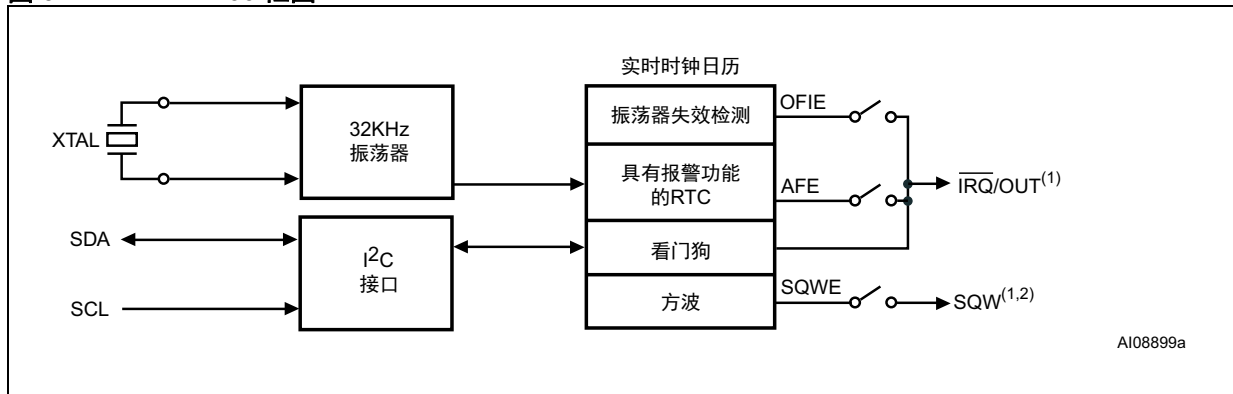 实时时钟日历
XTAL
32KHz
振荡器
振荡器失效检测
OFIE
具有报警功能
的RTC
AFE
IRQ/OUT(1)
SDA
SCL
I2C
接口
看门狗
方波
SQWE
SQW(1,2)
AI08899a